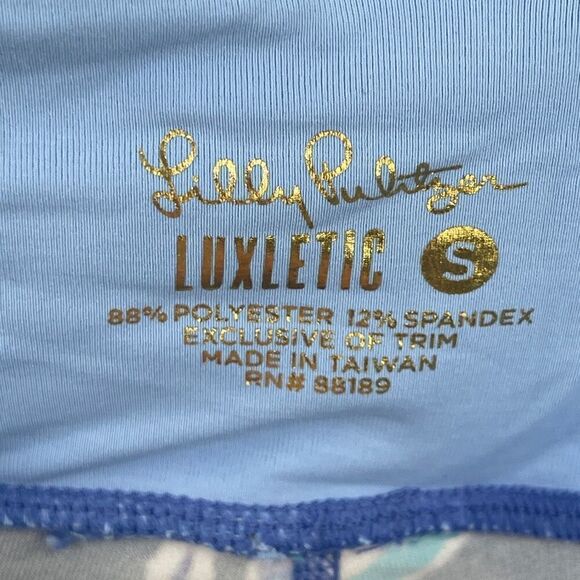 Lilly Pulitzer
LUXLETIC S
88% POLYESTER 12% SPANDEX
EXCLUSIVE OF TRIM
MADE IN TAIWAN
RN# 88189